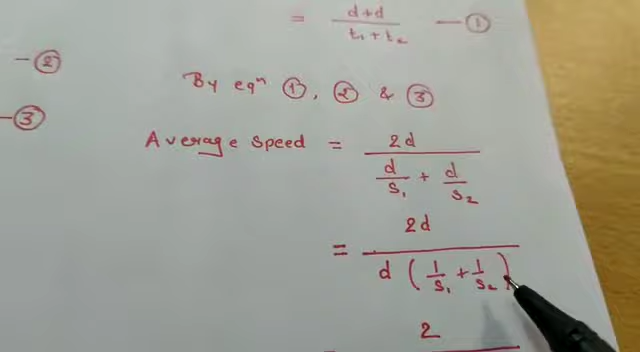 = d+d / t₁+t₂ — ①
— ②
By eqⁿ ①, ② & ③
— ③
Average speed = 2d / (d/s₁ + d/s₂)
= 2d / d(1/s₁ + 1/s₂)
2